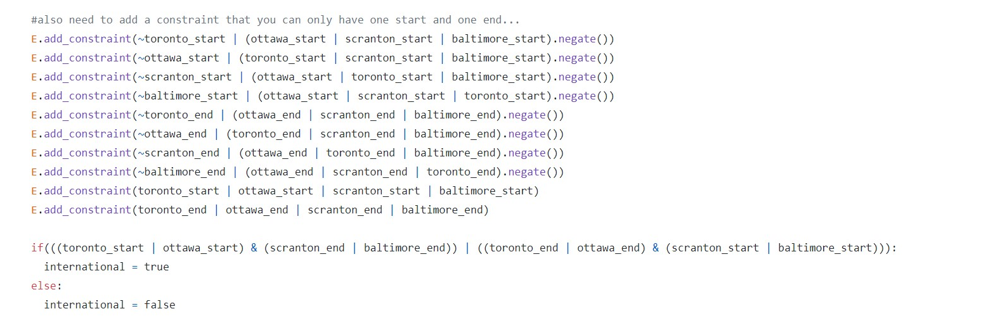 #also need to add a constraint that you can only have one start and one end...
E.add_constraint(~toronto_start | (ottawa_start | scranton_start | baltimore_start).negate())
E.add_constraint(~ottawa_start | (toronto_start | scranton_start | baltimore_start).negate())
E.add_constraint(~scranton_start | (ottawa_start | toronto_start | baltimore_start).negate())
E.add_constraint(~baltimore_start | (ottawa_start | scranton_start | toronto_start).negate())
E.add_constraint(~toronto_end | (ottawa_end | scranton_end | baltimore_end).negate())
E.add_constraint(~ottawa_end | (toronto_end | scranton_end | baltimore_end).negate())
E.add_constraint(~scranton_end | (ottawa_end | toronto_end | baltimore_end).negate())
E.add_constraint(~baltimore_end | (ottawa_end | scranton_end | toronto_end).negate())
E.add_constraint(toronto_start | ottawa_start | scranton_start | baltimore_start)
E.add_constraint(toronto_end | ottawa_end | scranton_end | baltimore_end)
if(((toronto_start | ottawa_start) & (scranton_end | baltimore_end)) | ((toronto_end | ottawa_end) & (scranton_start | baltimore_start))):
  international = true
else:
  international = false